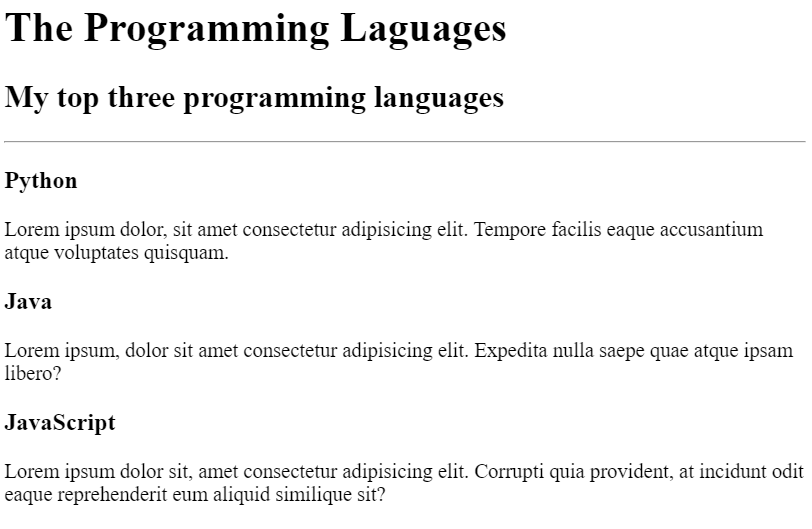 The Programming Laguages
My top three programming languages
Python
Lorem ipsum dolor, sit amet consectetur adipisicing elit. Tempore facilis eaque accusantium
atque voluptates quisquam.
Java
Lorem ipsum, dolor sit amet consectetur adipisicing elit. Expedita nulla saepe quae atque ipsam
libero?
JavaScript
Lorem ipsum dolor sit, amet consectetur adipisicing elit. Corrupti quia provident, at incidunt odit
eaque reprehenderit eum aliquid similique sit?